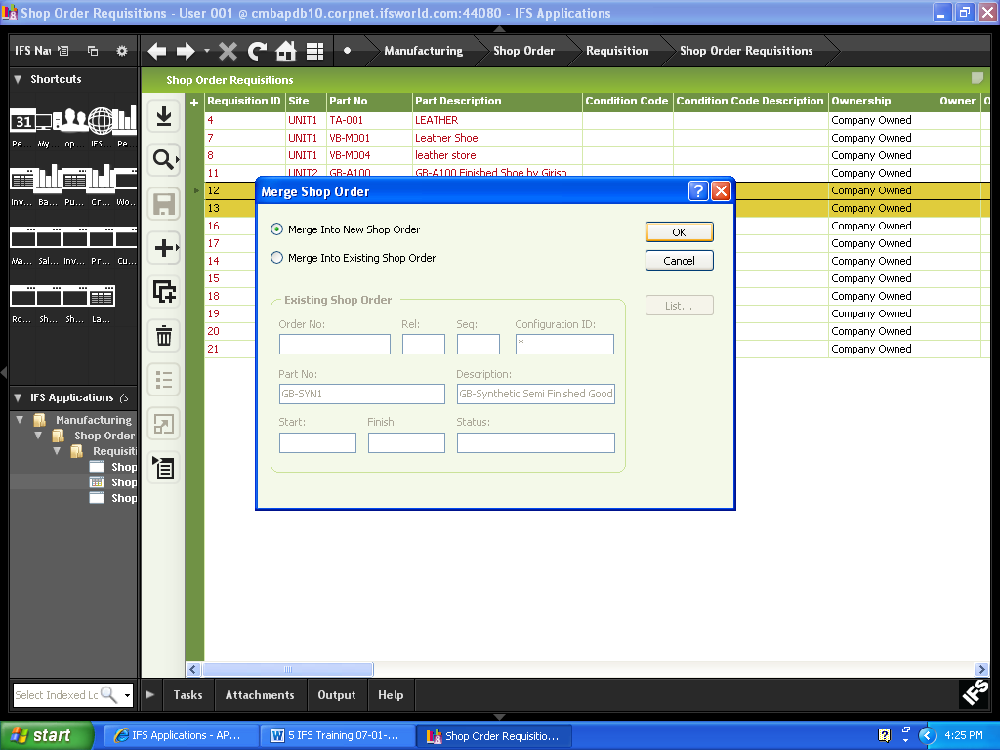 Shop Order Requisitions - User 001 @ cmbapdb10.corpnet.ifsworld.com:44080 - IFS Applications
IFS Nav
Manufacturing Shop Order Requisition Shop Order Requisitions
Shortcuts
Shop Order Requisitions
31
Pe... My... op... IFS... Pe...
Inv... Ba... Pu... Cr... Wo...
Ma... Sal... Inv... Pr... Cu...
Ro... Sh... Sh... La...
Requisition ID Site Part No Part Description Condition Code Condition Code Description Ownership Owner O
4 UNIT1 TA-001 LEATHER Company Owned
7 UNIT1 VB-M001 Leather Shoe Company Owned
8 UNIT1 VB-M004 leather store Company Owned
11 UNIT2 GB-A100 GB-A100 Finished Shoe by Girish Company Owned
12 Company Owned
13 Company Owned
16 Company Owned
17 Company Owned
14 Company Owned
15 Company Owned
18 Company Owned
19 Company Owned
20 Company Owned
21 Company Owned
Merge Shop Order
Merge Into New Shop Order
Merge Into Existing Shop Order
OK
Cancel
List...
Existing Shop Order
Order No: Rel: Seq: Configuration ID:
*
Part No: Description:
GB-SYN1 GB-Synthetic Semi Finished Good
Start: Finish: Status:
IFS Applications (s
Manufacturing
Shop Order
Requisiti
Shop
Shop
Shop
Select Indexed Lo
Tasks Attachments Output Help
IFS
start
IFS Applications - AP...
5 IFS Training 07-01-...
Shop Order Requisitio...
4:25 PM